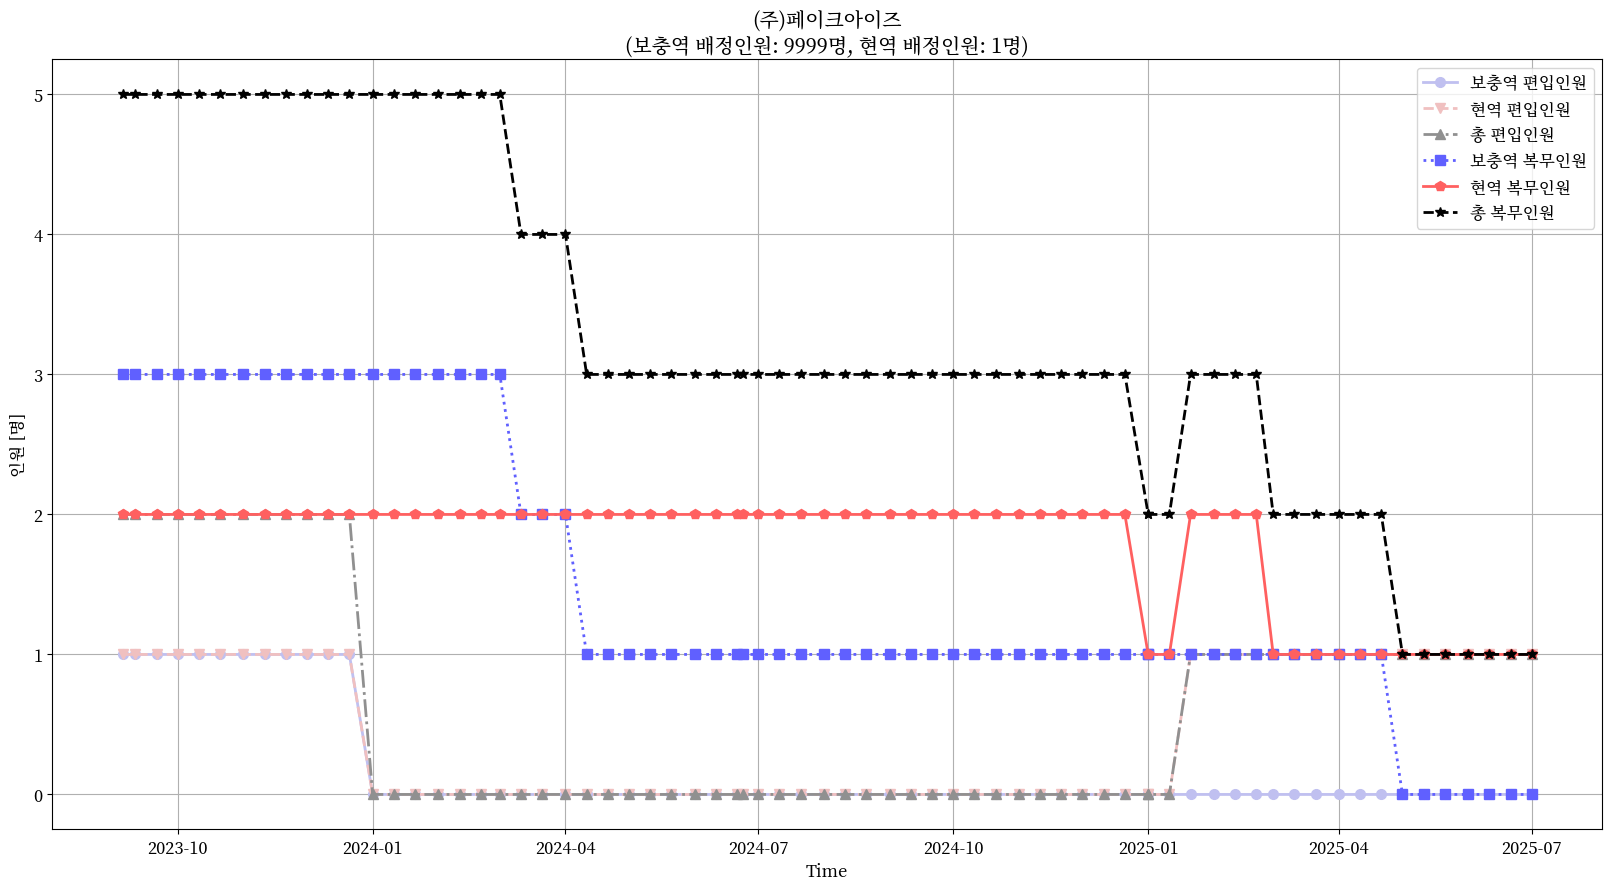 (주)페이크아이즈
(보충역 배정인원: 9999명, 현역 배정인원: 1명)
보충역 편입인원
현역 편입인원
총 편입인원
보충역 복무인원
현역 복무인원
총 복무인원
인원 [명]
5
4
3
2
1
0
2023-10
2024-01
2024-04
2024-07
2024-10
2025-01
2025-04
2025-07
Time